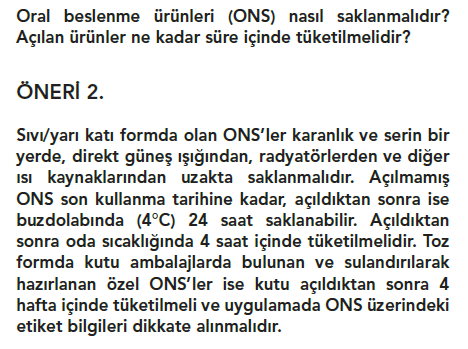 Oral beslenme ürünleri (ONS) nasıl saklanmalıdır?
Açılan ürünler ne kadar süre içinde tüketilmelidir?
ÖNERİ 2.
Sıvı/yarı katı formda olan ONS’ler karanlık ve serin bir
yerde, direkt güneş ışığından, radyatörlerden ve diğer
ısı kaynaklarından uzakta saklanmalıdır. Açılmamış
ONS son kullanma tarihine kadar, açıldıktan sonra ise
buzdolabında (4°C) 24 saat saklanabilir. Açıldıktan
sonra oda sıcaklığında 4 saat içinde tüketilmelidir. Toz
formda kutu ambalajlarda bulunan ve sulandırılarak
hazırlanan özel ONS’ler ise kutu açıldıktan sonra 4
hafta içinde tüketilmeli ve uygulamada ONS üzerindeki
etiket bilgileri dikkate alınmalıdır.